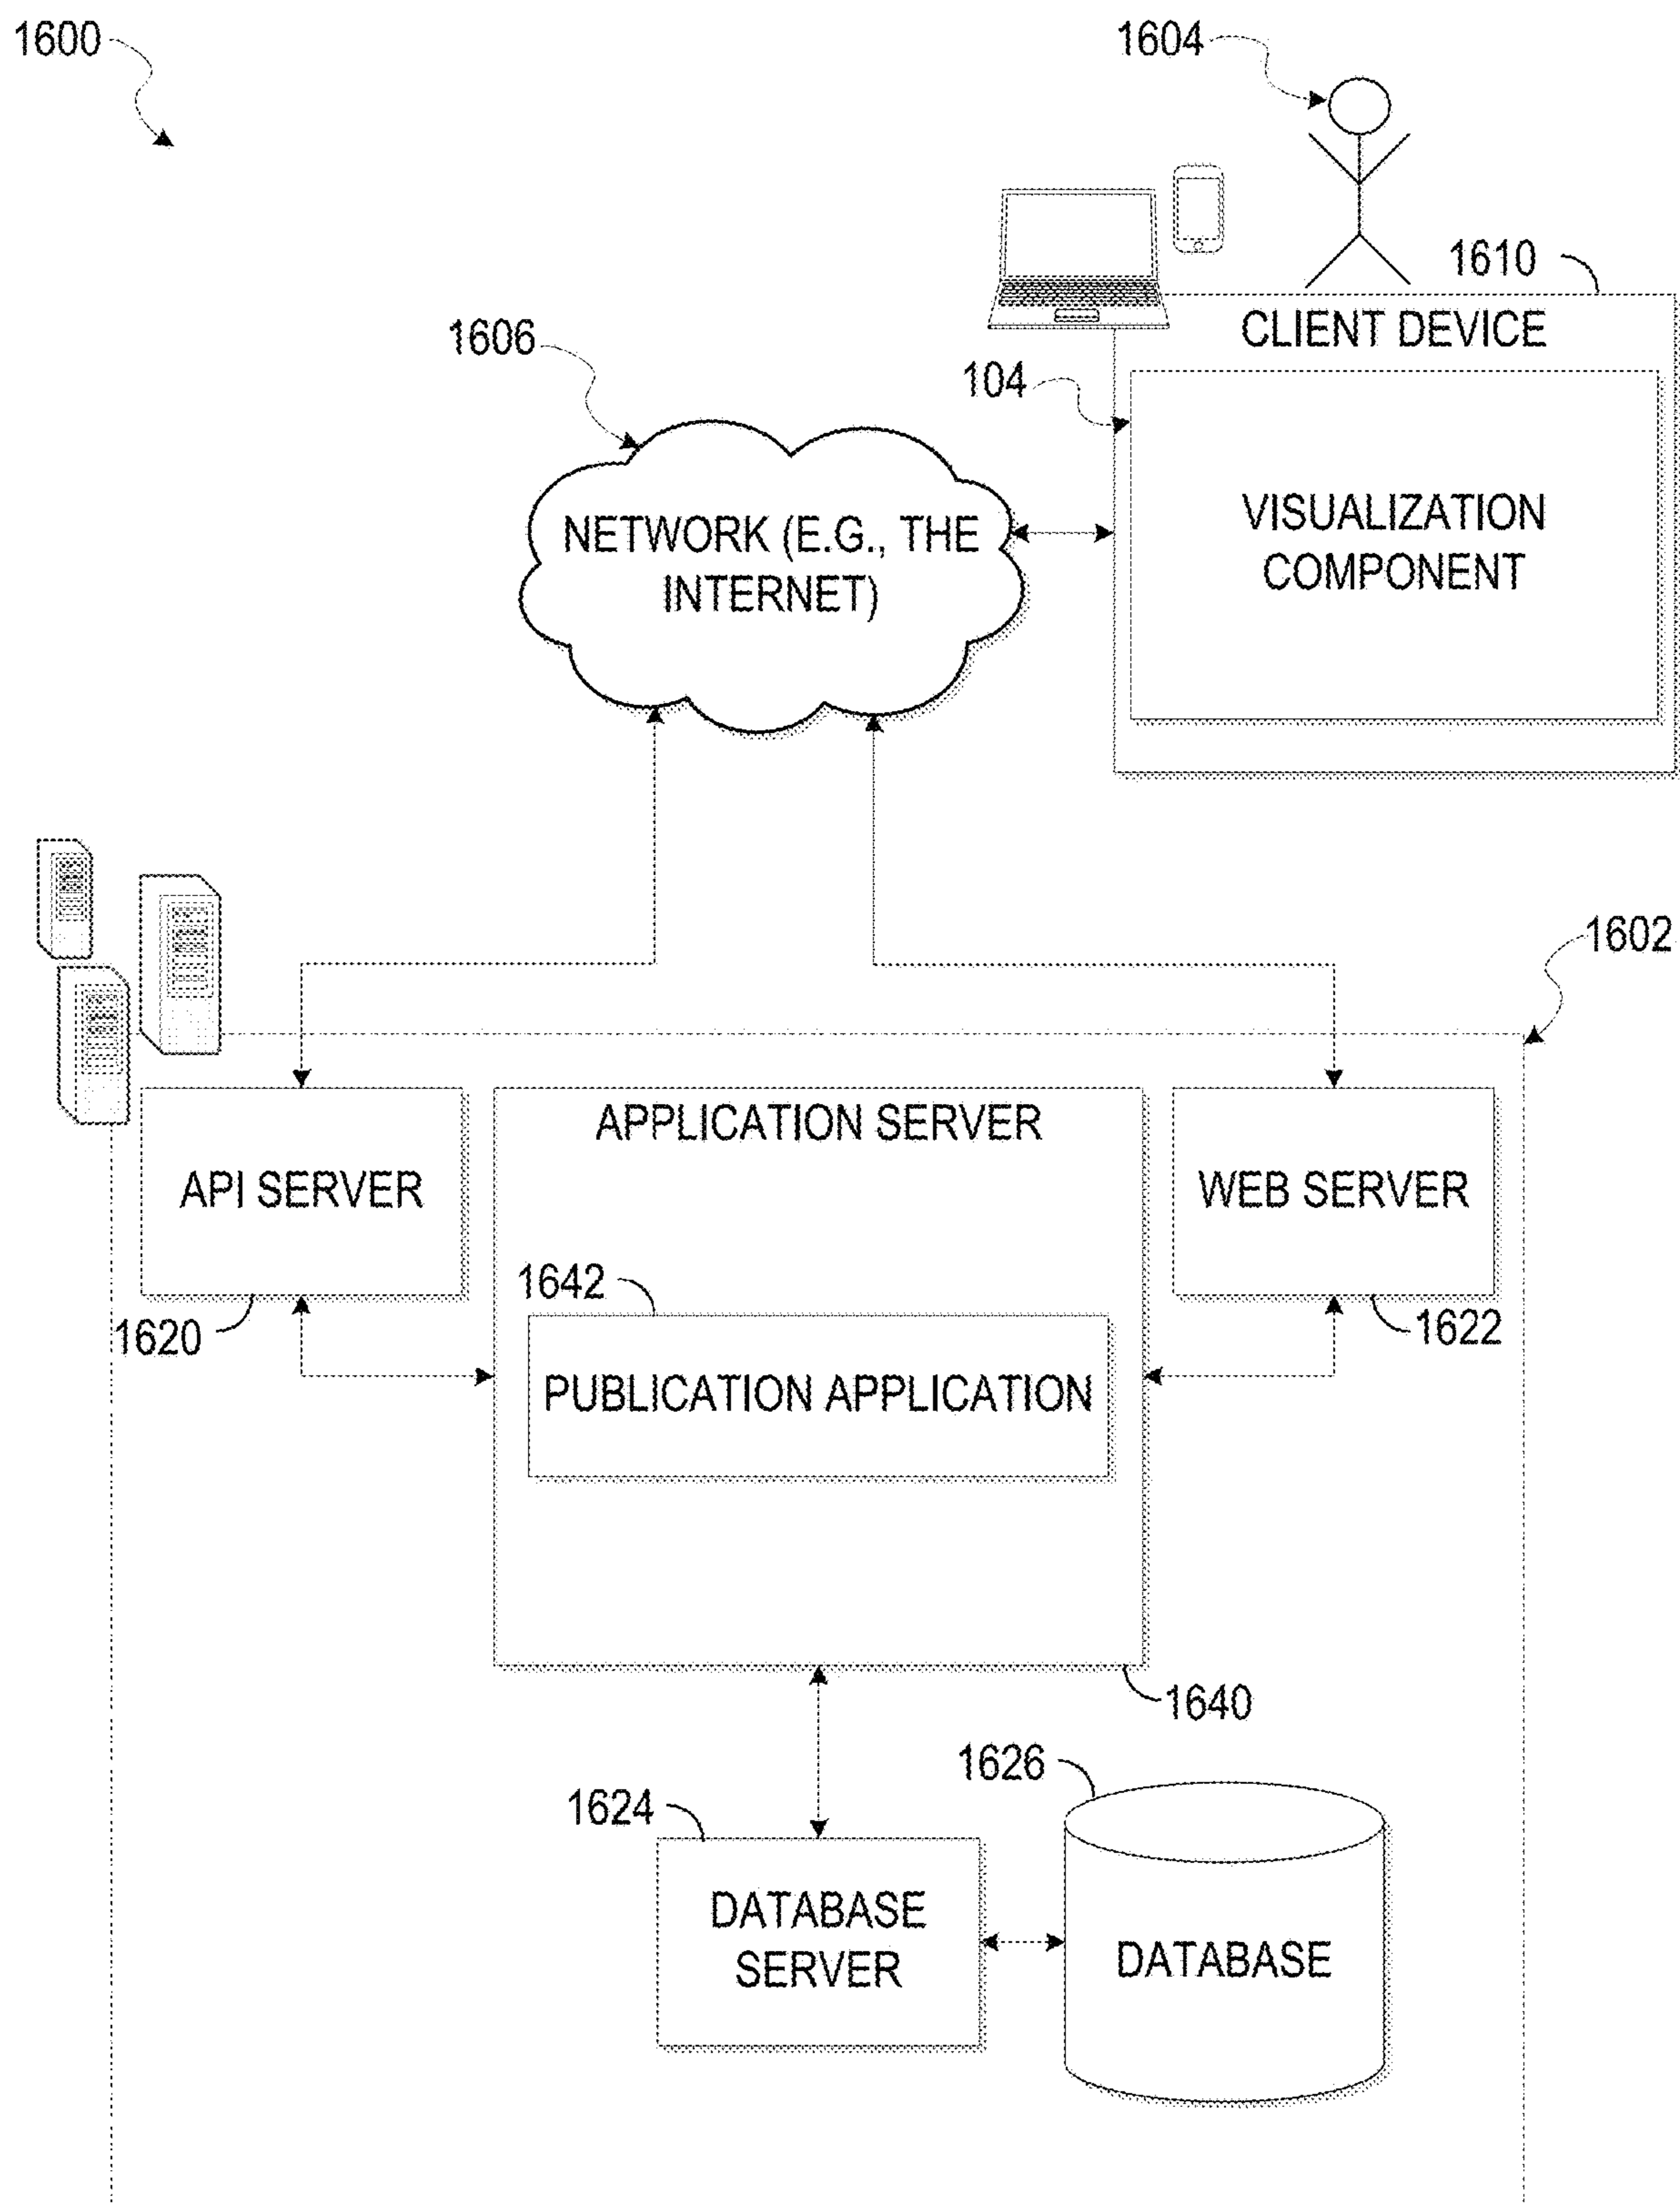 1600
1604
1610
CLIENT DEVICE
1606
104
NETWORK (E.G., THE
INTERNET)
VISUALIZATION
COMPONENT
1602
APPLICATION SERVER
API SERVER
WEB SERVER
1642
1620
1622
PUBLICATION APPLICATION
1640
1626
1624
DATABASE
SERVER
DATABASE